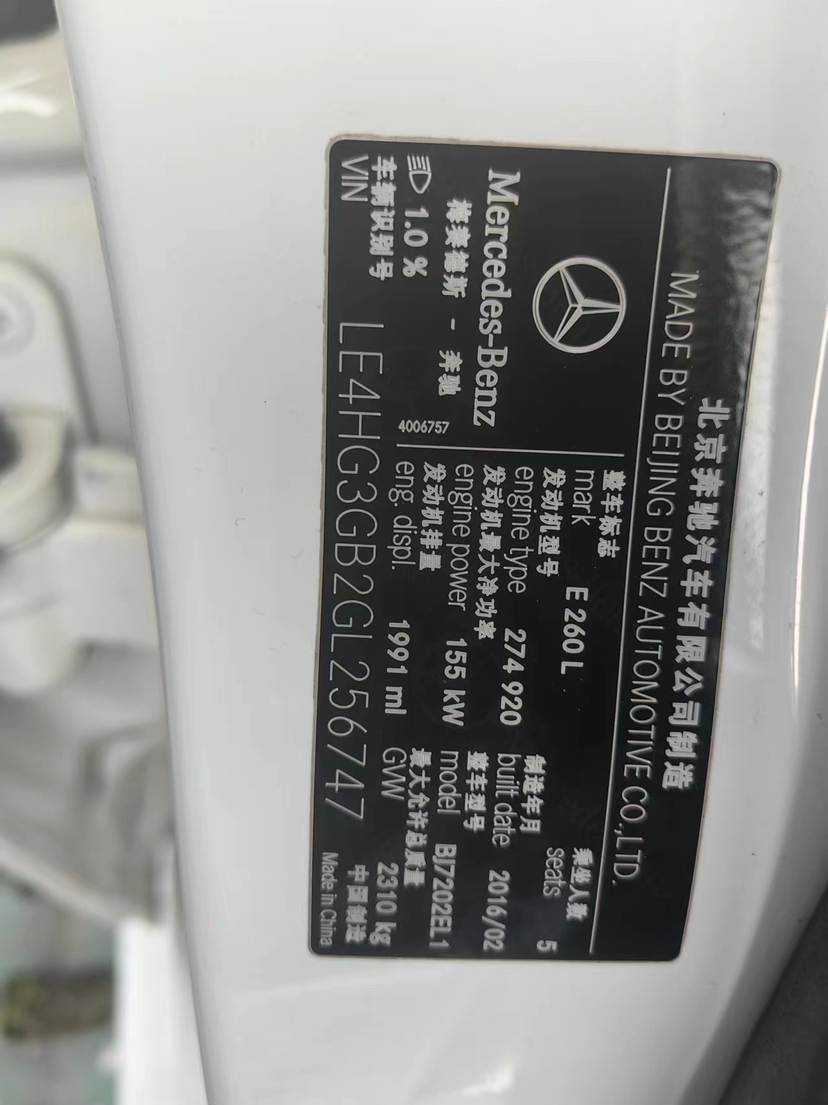 北京奔驰汽车有限公司制造
MADE BY BEIJING BENZ AUTOMOTIVE CO.,LTD.
Mercedes-Benz
梅赛德斯 - 奔驰
1.0 %
4006757
整车标志
mark E 260 L
乘坐人数
seats 5
发动机型号
engine type 274 920
制造年月
built date 2016/02
发动机最大净功率
engine power 155 kW
整车型号
model BJ7202EL1
发动机排量
eng. displ. 1991 ml
最大允许总质量
GVW 2310 kg
车辆识别号
VIN LE4HG3GB2GL256747
中国制造
Made in China